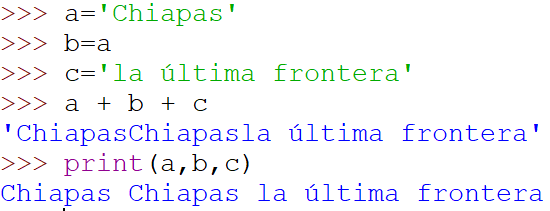 >>> a='Chiapas'
>>> b=a
>>> c='la última frontera'
>>> a + b + c
'ChiapasChiapasla última frontera'
>>> print(a,b,c)
Chiapas Chiapas la última frontera